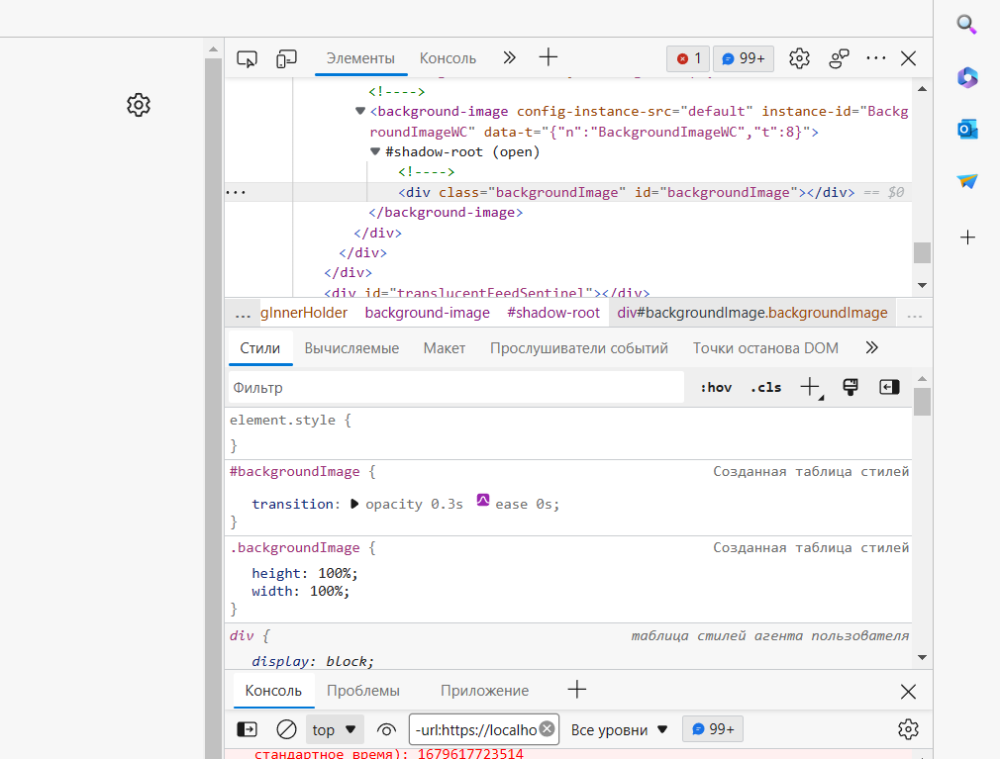 Элементы Консоль 1 99+
<!---->
<background-image config-instance-src="default" instance-id="Backg
roundImageWC" data-t="{"n":"BackgroundImageWC","t":8}">
#shadow-root (open)
<!---->
... <div class="backgroundImage" id="backgroundImage"></div> == $0
</background-image>
</div>
</div>
</div>
<div id="translucentFeedSentinel"></div>
... gInnerHolder background-image #shadow-root div#backgroundImage.backgroundImage ...
Стили Вычисляемые Макет Прослушиватели событий Точки останова DOM
Фильтр :hov .cls
element.style {
}
#backgroundImage { Созданная таблица стилей
transition: opacity 0.3s ease 0s;
}
.backgroundImage { Созданная таблица стилей
height: 100%;
width: 100%;
}
div { таблица стилей агента пользователя
display: block;
Консоль Проблемы Приложение
top -url:https://localho Все уровни 99+
стандартное время): 1679617723514